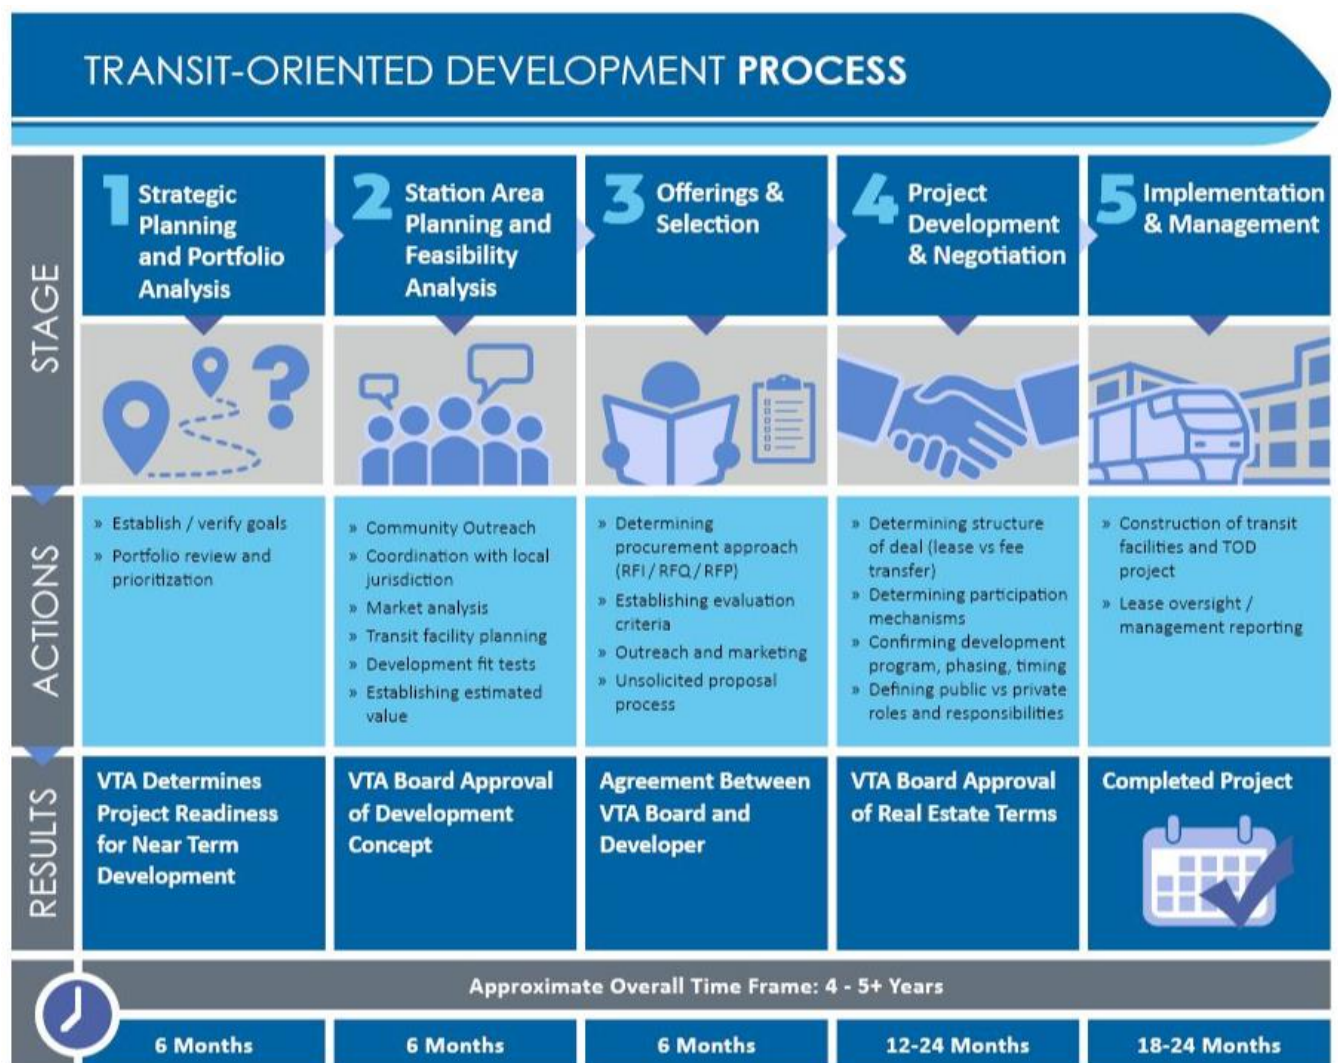 TRANSIT-ORIENTED DEVELOPMENT PROCESS
STAGE
1 Strategic
Planning
and Portfolio
Analysis
2 Station Area
Planning and
Feasibility
Analysis
3 Offerings &
Selection
4 Project
Development
& Negotiation
5 Implementation
& Management
ACTIONS
» Establish / verify goals
» Portfolio review and
prioritization
» Community Outreach
» Coordination with local
jurisdiction
» Market analysis
» Transit facility planning
» Development fit tests
» Establishing estimated
value
» Determining
procurement approach
(RFI / RFQ / RFP)
» Establishing evaluation
criteria
» Outreach and marketing
» Unsolicited proposal
process
» Determining structure
of deal (lease vs fee
transfer)
» Determining participation
mechanisms
» Confirming development
program, phasing, timing
» Defining public vs private
roles and responsibilities
» Construction of transit
facilities and TOD
project
» Lease oversight /
management reporting
RESULTS
VTA Determines
Project Readiness
for Near Term
Development
VTA Board Approval
of Development
Concept
Agreement Between
VTA Board and
Developer
VTA Board Approval
of Real Estate Terms
Completed Project
Approximate Overall Time Frame: 4 - 5+ Years
6 Months
6 Months
6 Months
12-24 Months
18-24 Months